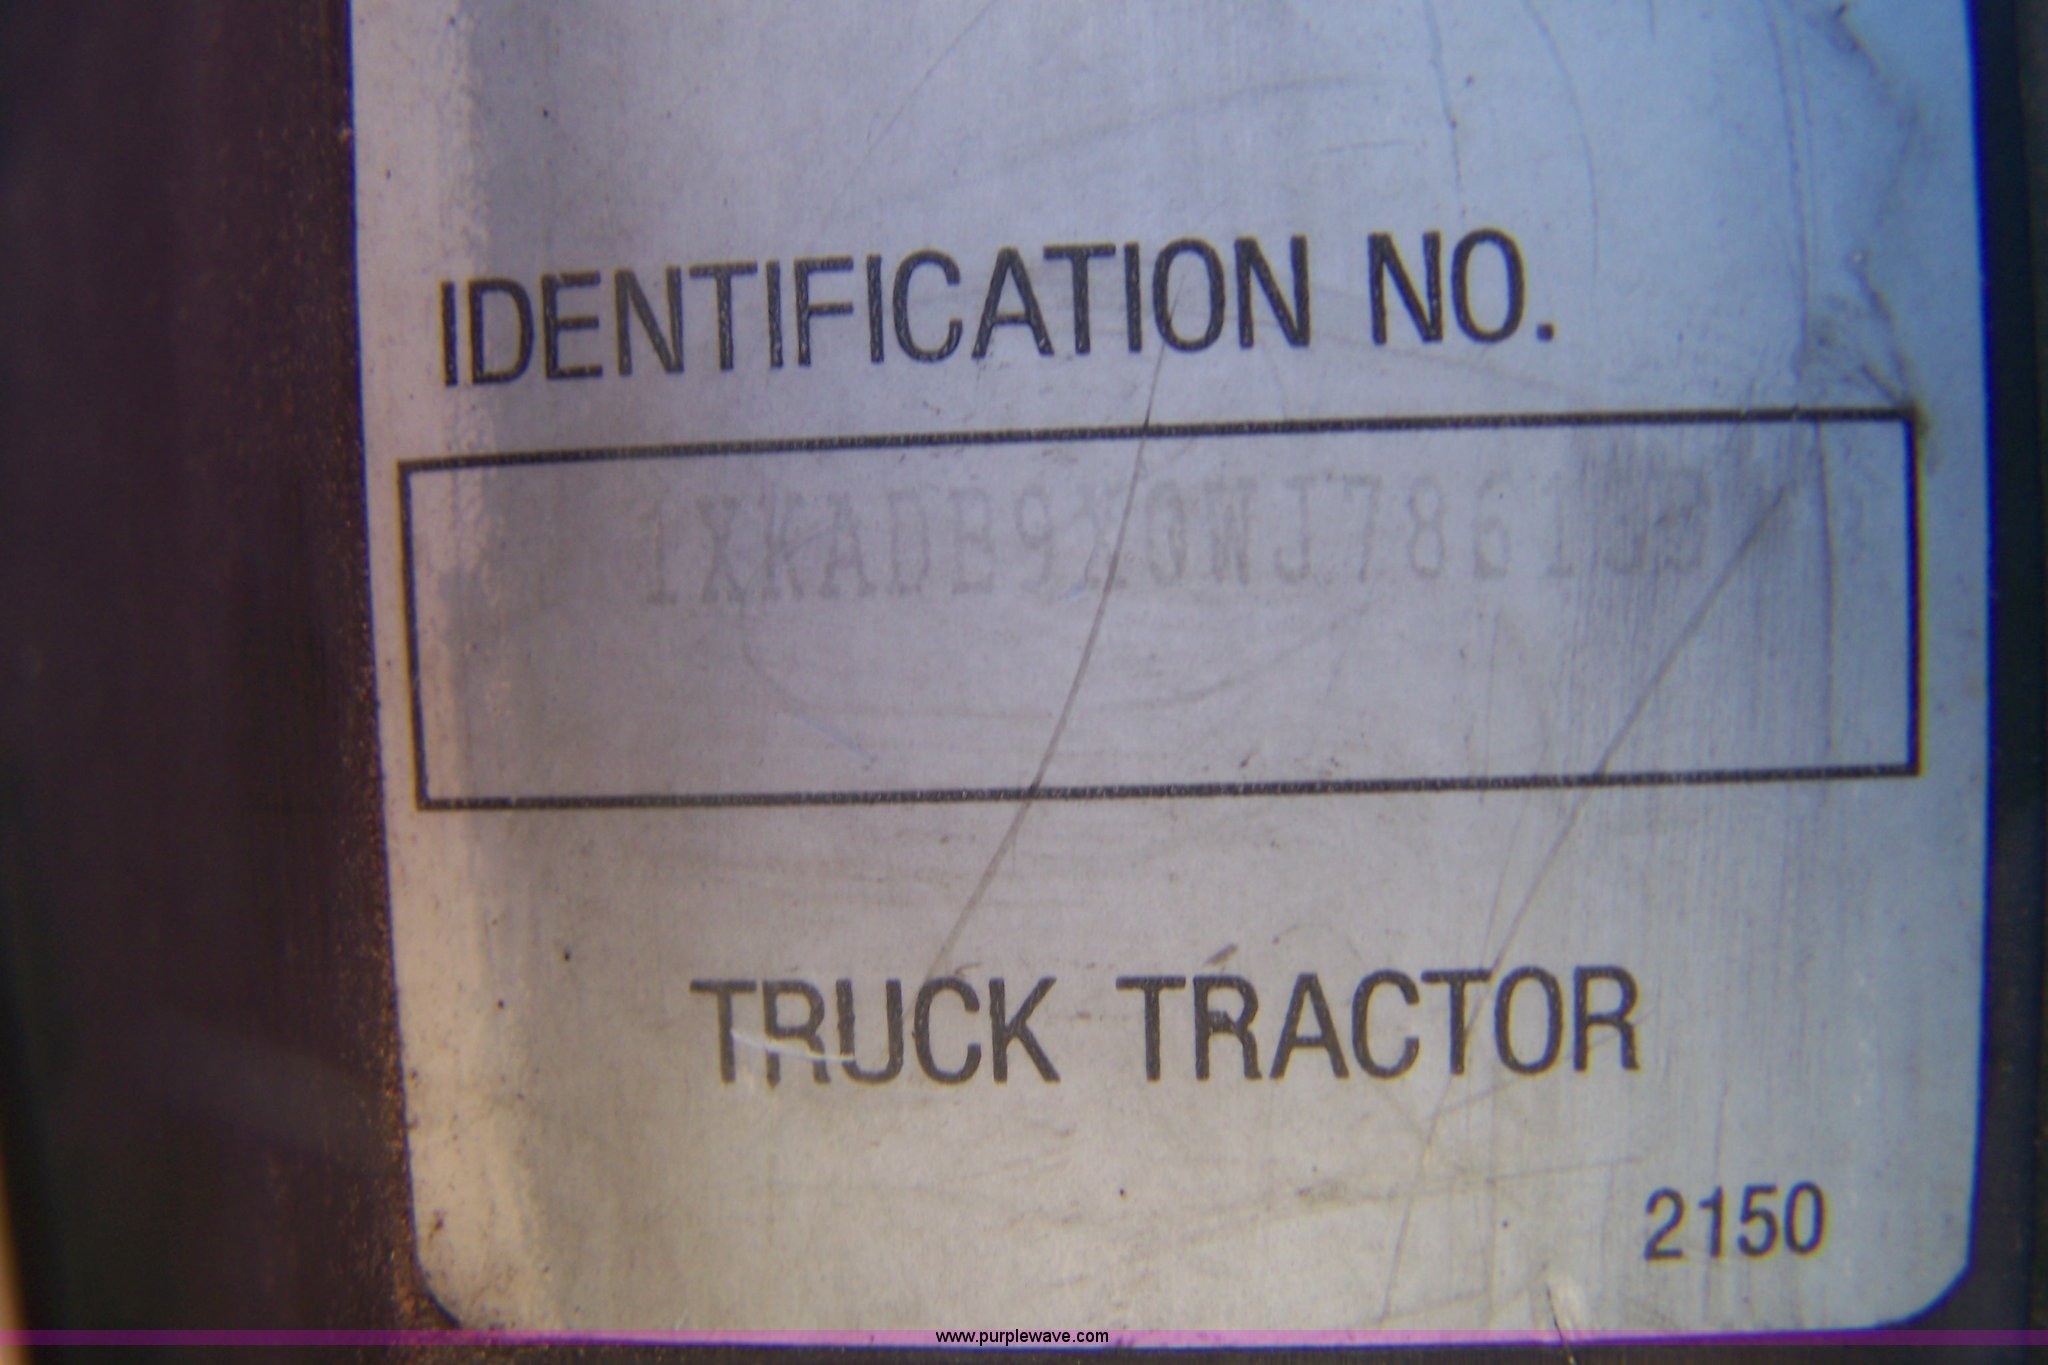 IDENTIFICATION NO.
TRUCK TRACTOR
2150
www.purplewave.com